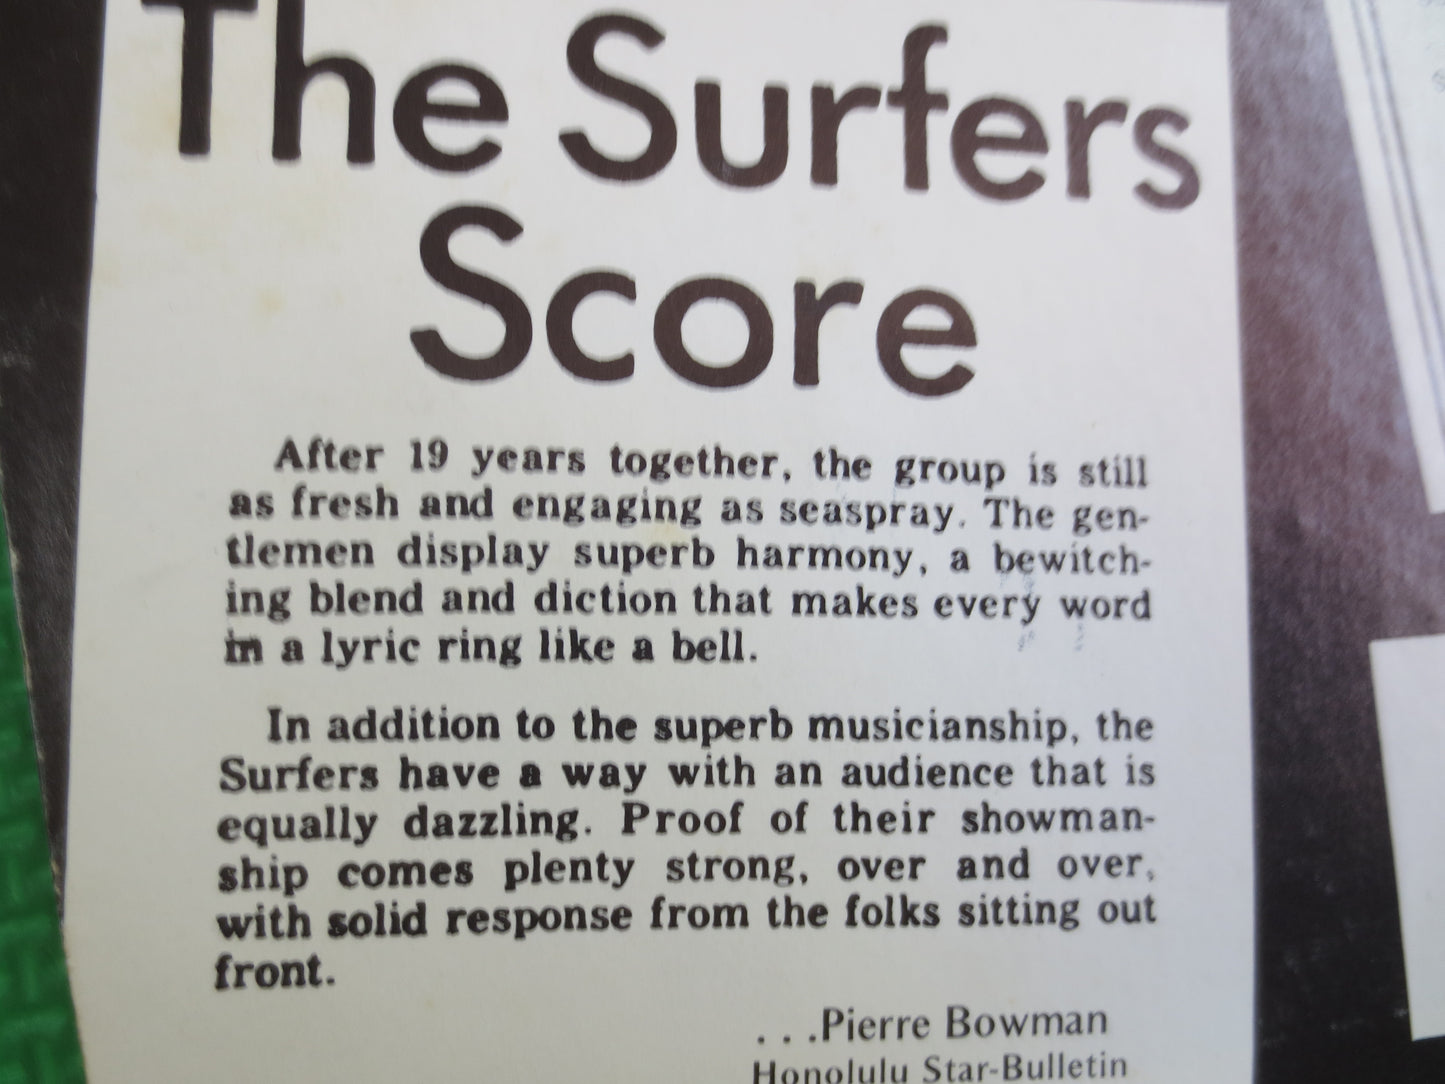 The Surfers
Score
After 19 years together, the group is still
as fresh and engaging as seaspray. The gen-
tlemen display superb harmony, a bewitch-
ing blend and diction that makes every word
in a lyric ring like a bell.
In addition to the superb musicianship, the
Surfers have a way with an audience that is
equally dazzling. Proof of their showman-
ship comes plenty strong, over and over,
with solid response from the folks sitting out
front.
. . .Pierre Bowman
Honolulu Star-Bulletin